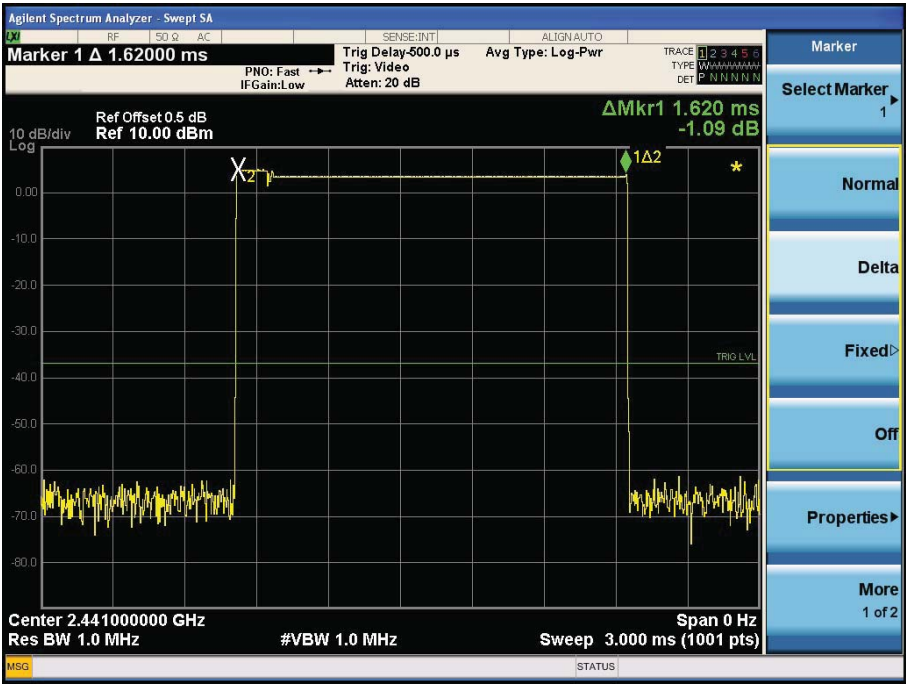 Agilent Spectrum Analyzer - Swept SA
LXI RF 50 Ω AC SENSE:INT ALIGN AUTO
Marker 1 Δ 1.62000 ms
PNO: Fast
IFGain:Low
Trig Delay-500.0 µs
Trig: Video
Atten: 20 dB
Avg Type: Log-Pwr
TRACE 1 2 3 4 5 6
TYPE WWWWWW
DET P N N N N N
Ref Offset 0.5 dB
10 dB/div Ref 10.00 dBm
Log
ΔMkr1 1.620 ms
-1.09 dB
X2
1Δ2
*
0.00
-10.0
-20.0
-30.0
TRIG LVL
-40.0
-50.0
-60.0
-70.0
-80.0
Center 2.441000000 GHz Span 0 Hz
Res BW 1.0 MHz #VBW 1.0 MHz Sweep 3.000 ms (1001 pts)
MSG STATUS
Marker
Select Marker
1
Normal
Delta
Fixed
Off
Properties
More
1 of 2